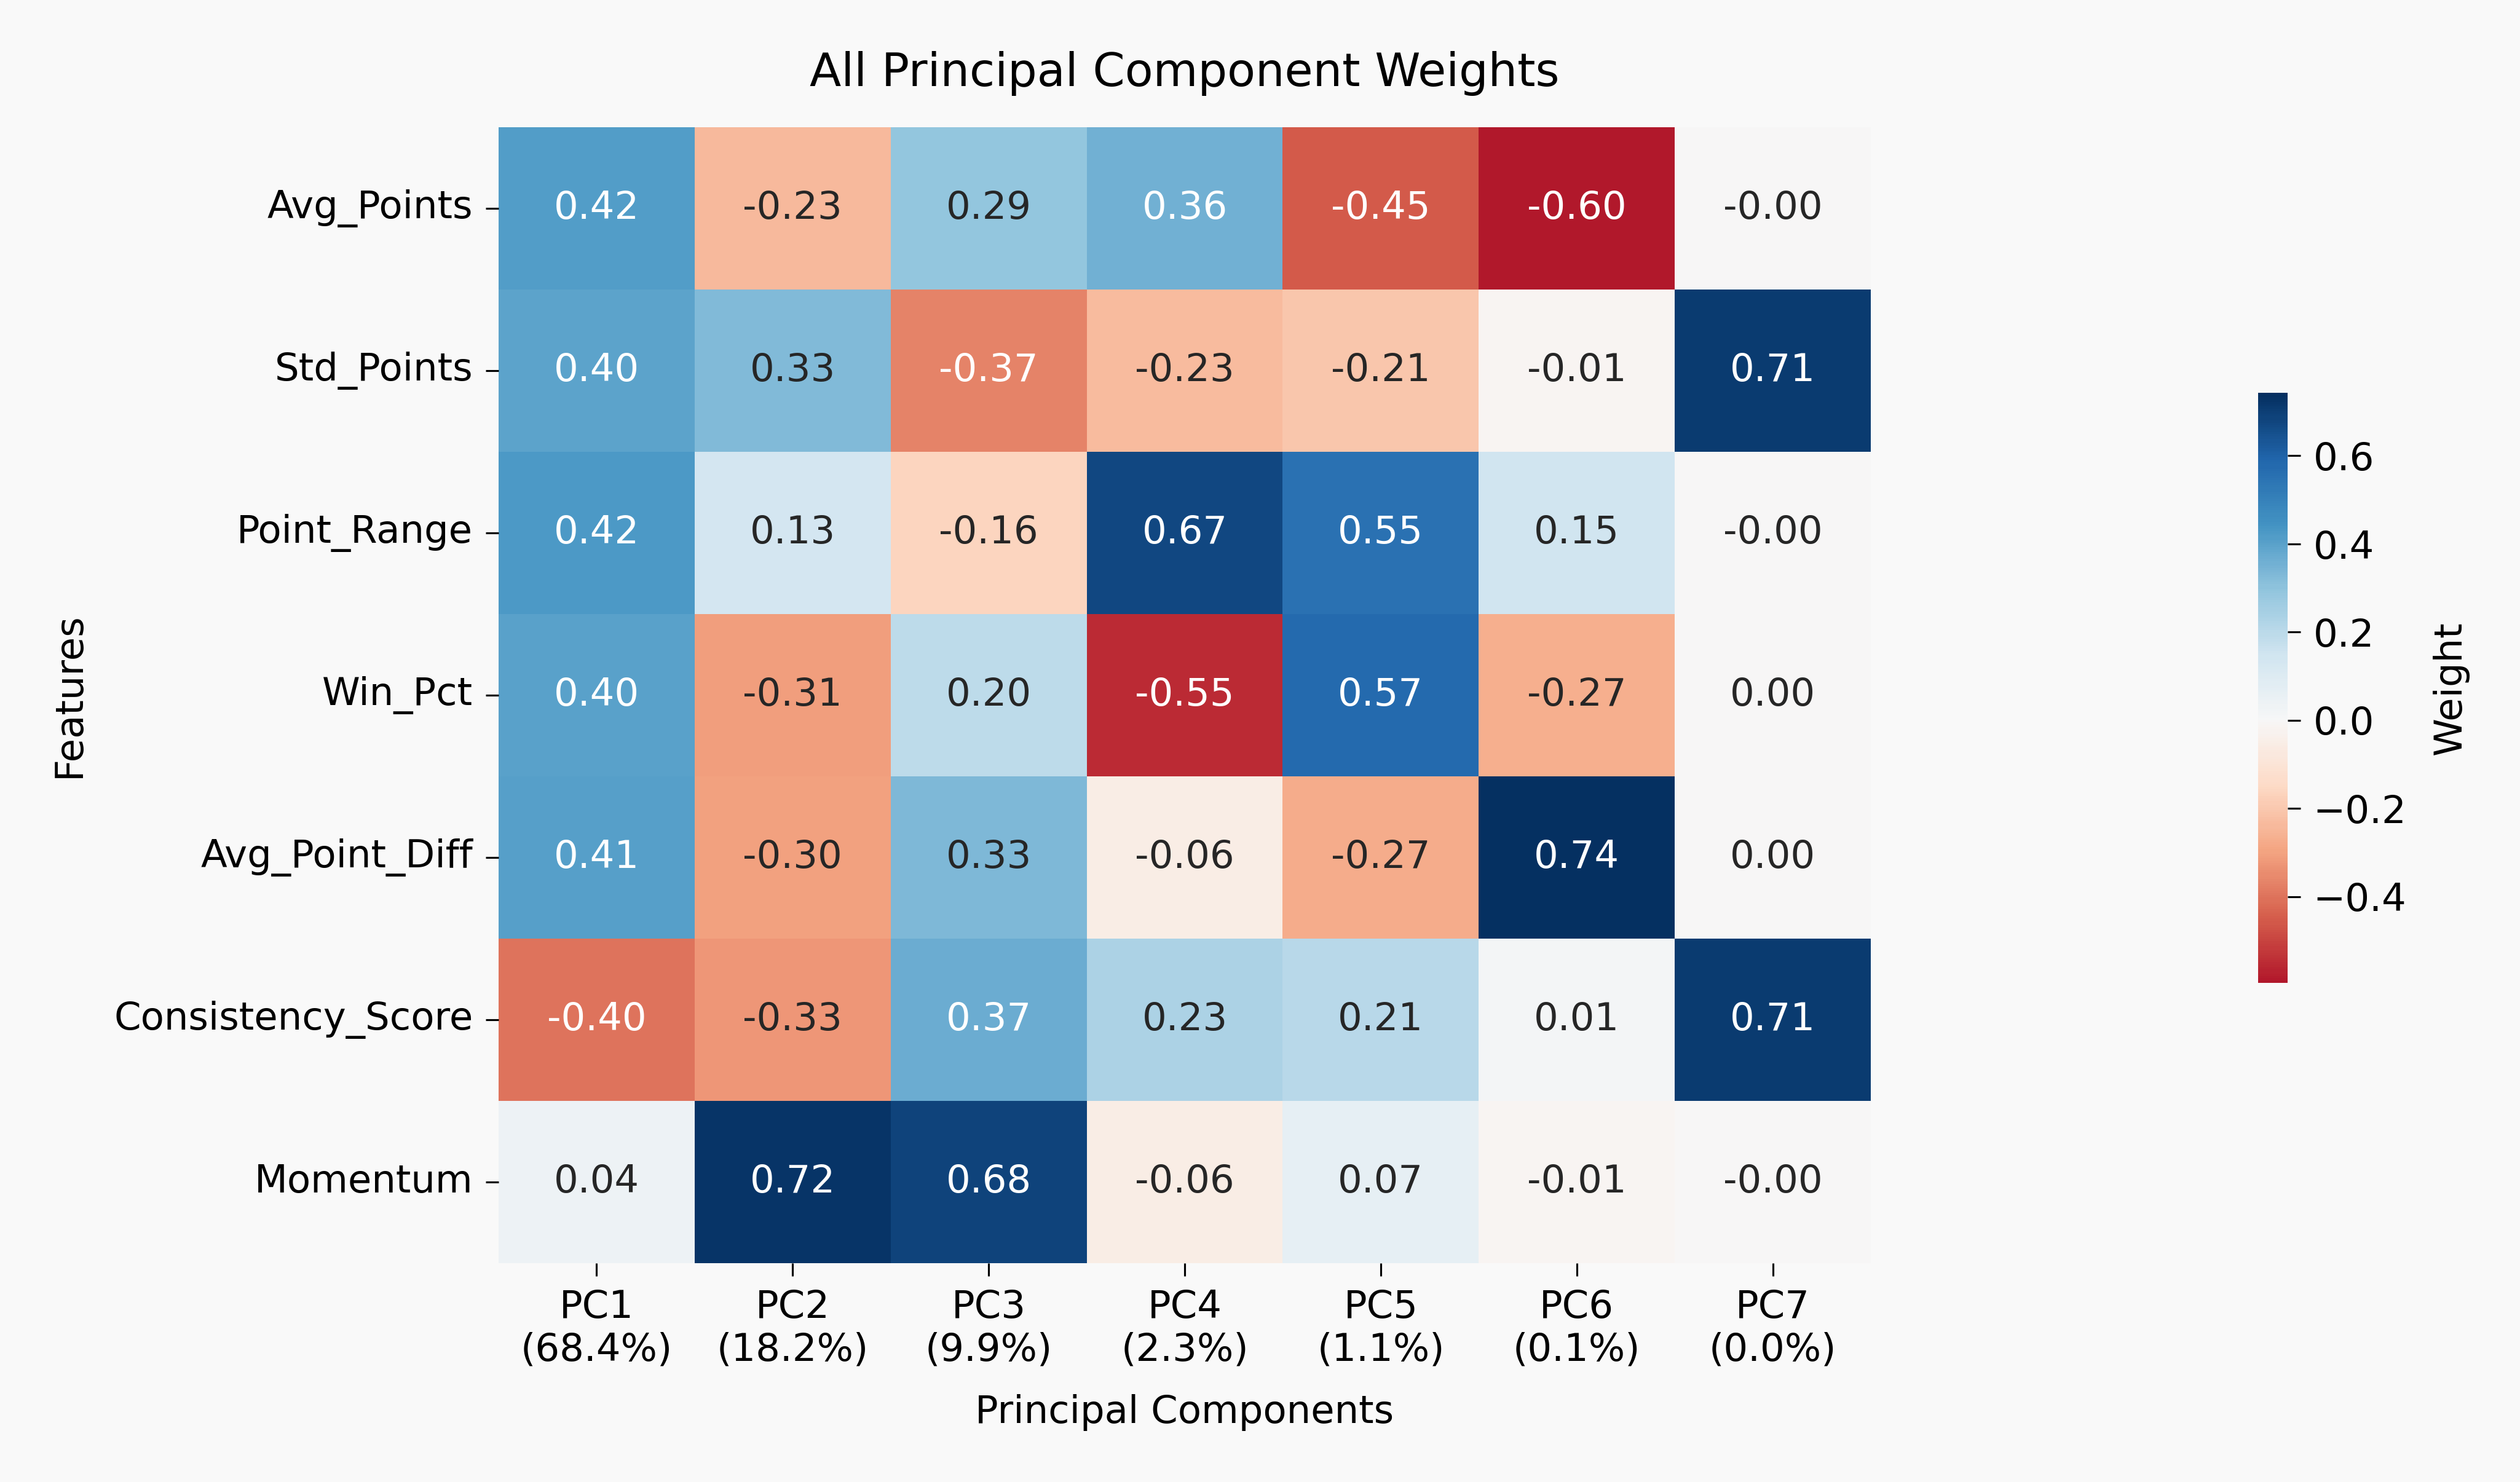 All Principal Component Weights
Features
Avg_Points 0.42 -0.23 0.29 0.36 -0.45 -0.60 -0.00
Std_Points 0.40 0.33 -0.37 -0.23 -0.21 -0.01 0.71
Point_Range 0.42 0.13 -0.16 0.67 0.55 0.15 -0.00
Win_Pct 0.40 -0.31 0.20 -0.55 0.57 -0.27 0.00
Avg_Point_Diff 0.41 -0.30 0.33 -0.06 -0.27 0.74 0.00
Consistency_Score -0.40 -0.33 0.37 0.23 0.21 0.01 0.71
Momentum 0.04 0.72 0.68 -0.06 0.07 -0.01 -0.00
PC1 PC2 PC3 PC4 PC5 PC6 PC7
(68.4%) (18.2%) (9.9%) (2.3%) (1.1%) (0.1%) (0.0%)
Principal Components
0.6
0.4
0.2
0.0
−0.2
−0.4
Weight